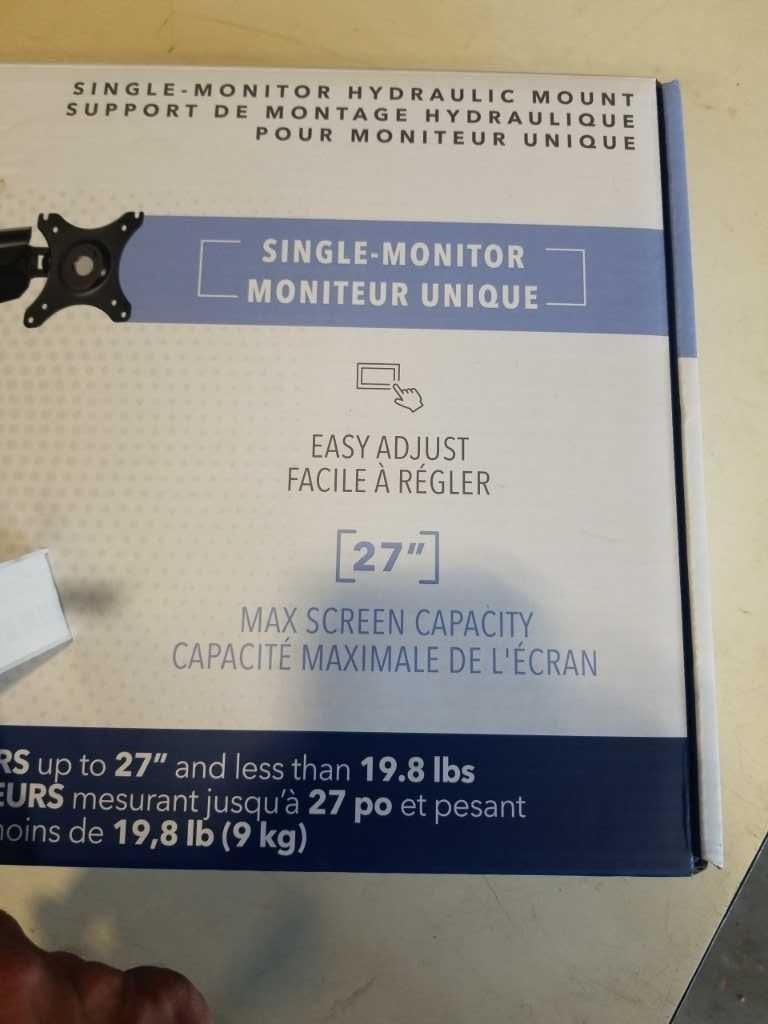 SINGLE-MONITOR HYDRAULIC MOUNT
SUPPORT DE MONTAGE HYDRAULIQUE
POUR MONITEUR UNIQUE
SINGLE-MONITOR
MONITEUR UNIQUE
EASY ADJUST
FACILE À RÉGLER
[27”]
MAX SCREEN CAPACITY
CAPACITÉ MAXIMALE DE L'ÉCRAN
RS up to 27” and less than 19.8 lbs
EURS mesurant jusqu'à 27 po et pesant
moins de 19,8 lb (9 kg)